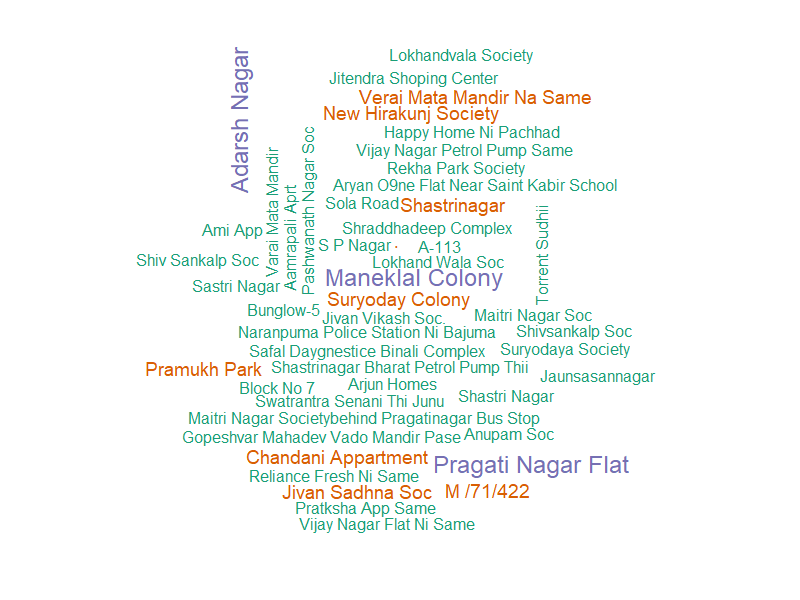 Lokhandvala Society
Adarsh Nagar
Jitendra Shoping Center
Verai Mata Mandir Na Same
New Hirakunj Society
Happy Home Ni Pachhad
Vijay Nagar Petrol Pump Same
Rekha Park Society
Aryan O9ne Flat Near Saint Kabir School
Varai Mata Mandir
Aamrapali Aprt
Pashwanath Nagar Soc
Sola Road
Shastrinagar
Ami App
Shraddhadeep Complex
S P Nagar
.
A-113
Torrent Sudhii
Shiv Sankalp Soc
Lokhand Wala Soc
Maneklal Colony
Sastri Nagar
Suryoday Colony
Bunglow-5
Jivan Vikash Soc.
Maitri Nagar Soc
Naranpuma Police Station Ni Bajuma
Shivsankalp Soc
Safal Daygnestice Binali Complex
Suryodaya Society
Pramukh Park
Shastrinagar Bharat Petrol Pump Thii
Jaunsasannagar
Block No 7
Arjun Homes
Swatrantra Senani Thi Junu
Shastri Nagar
Maitri Nagar Societybehind Pragatinagar Bus Stop
Gopeshvar Mahadev Vado Mandir Pase
Anupam Soc
Chandani Appartment
Pragati Nagar Flat
Reliance Fresh Ni Same
Jivan Sadhna Soc
M /71/422
Pratksha App Same
Vijay Nagar Flat Ni Same